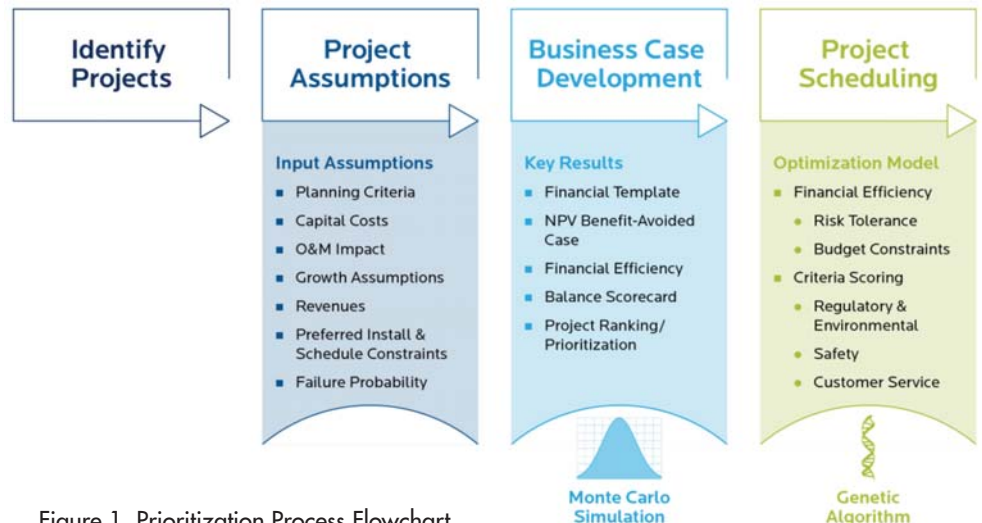 Identify
Projects
Project
Assumptions
Business Case
Development
Project
Scheduling
Input Assumptions
Planning Criteria
Capital Costs
O&M Impact
Growth Assumptions
Revenues
Preferred Install &
Schedule Constraints
Failure Probability
Key Results
Financial Template
NPV Benefit-Avoided
Case
Financial Efficiency
Balance Scorecard
Project Ranking/
Prioritization
Optimization Model
Financial Efficiency
Risk Tolerance
Budget Constraints
Criteria Scoring
Regulatory &
Environmental
Safety
Customer Service
Monte Carlo
Simulation
Genetic
Algorithm
Figure 1. Prioritization Process Flowchart